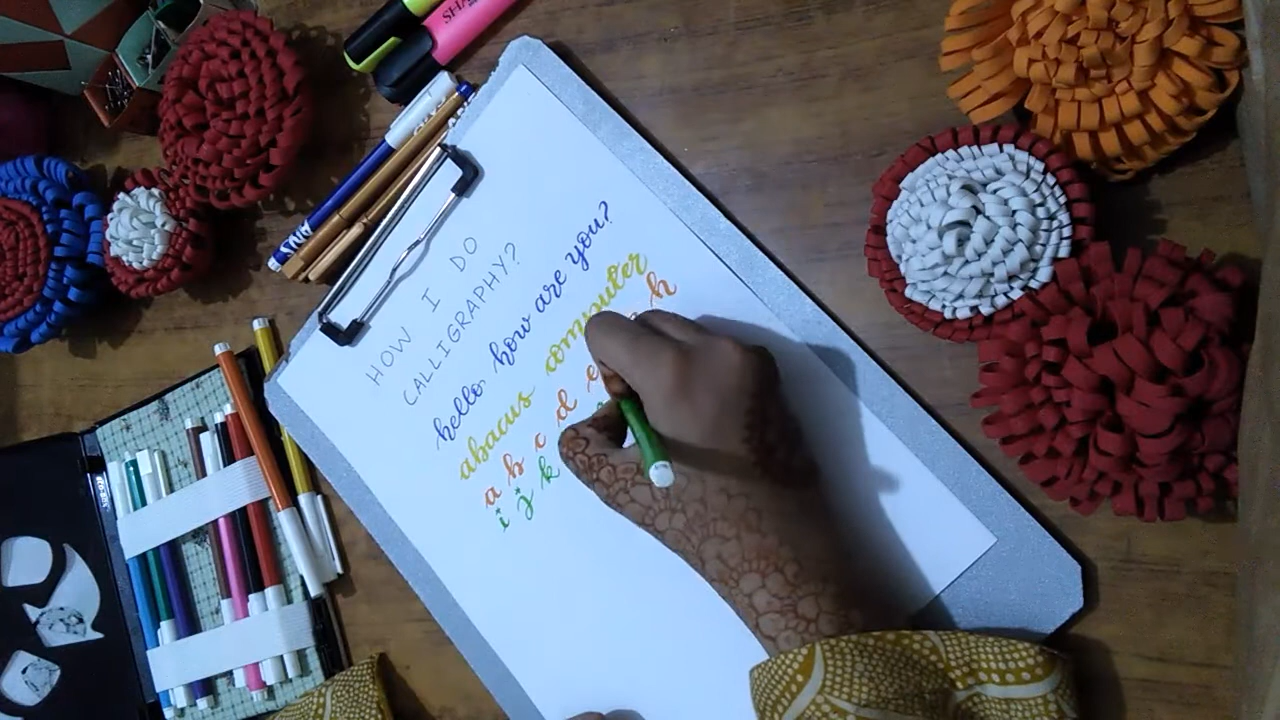 HOW I DO
CALLIGRAPHY?
hello, how are you?
abacus computer
a b c d e h
i j k